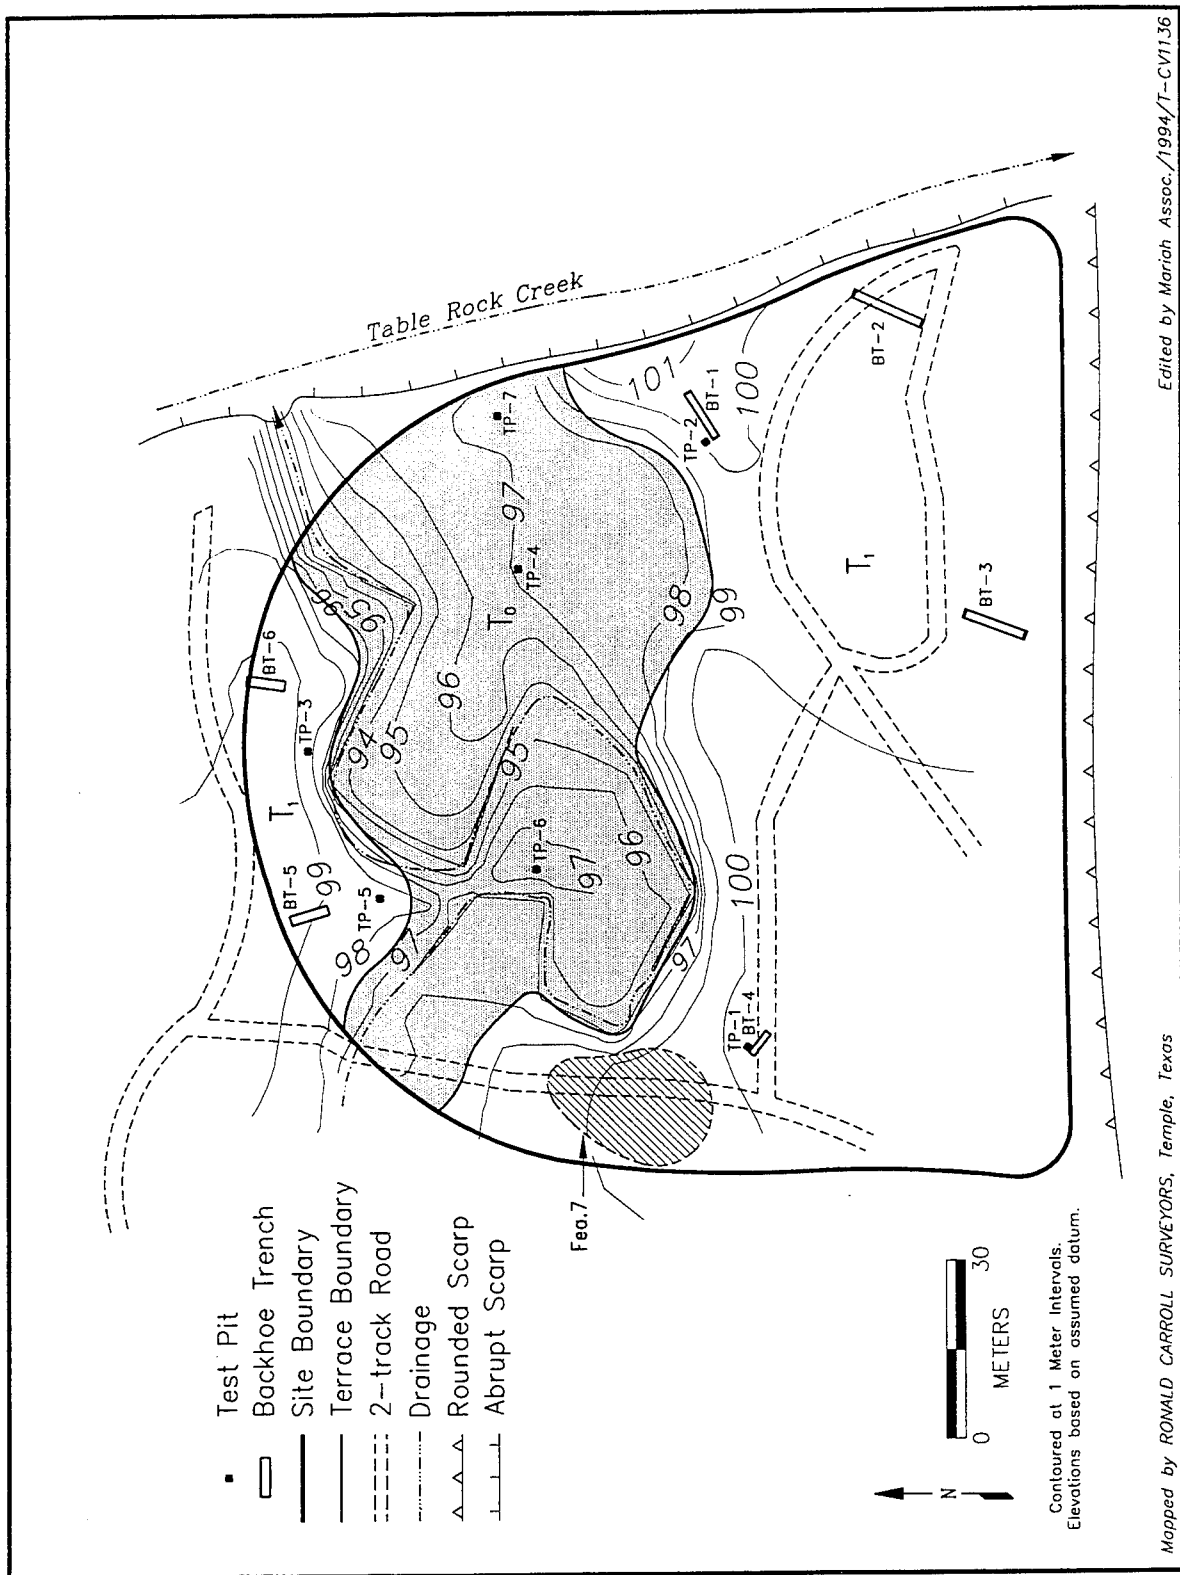 Table Rock Creek
BT-6
TP-3
T1
BT-5
99
TP-5
98
97
96
95
94
95
96
TP-7
97
TP-4
T0
95
TP-6
97
96
98
99
101
BT-1
TP-2
100
BT-2
T1
BT-3
100
97
TP-1
BT-4
Fea.7
Test Pit
Backhoe Trench
Site Boundary
Terrace Boundary
2-track Road
Drainage
Rounded Scarp
Abrupt Scarp
N
0 30
METERS
Contoured at 1 Meter Intervals.
Elevations based on assumed datum.
Mapped by RONALD CARROLL SURVEYORS, Temple, Texas
Edited by Mariah Assoc./1994/T-CV1136